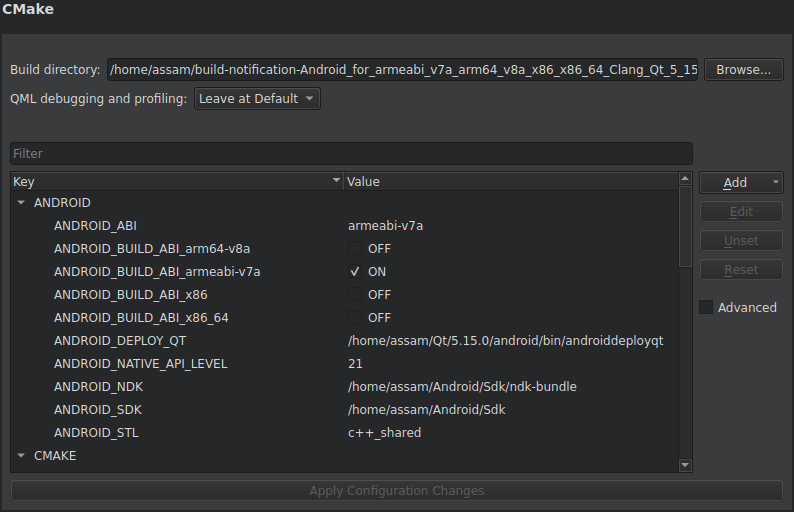 CMake
Build directory: /home/assam/build-notification-Android_for_armeabi_v7a_arm64_v8a_x86_x86_64_Clang_Qt_5_15 Browse...
QML debugging and profiling: Leave at Default
Filter
Key Value
Add
ANDROID
ANDROID_ABI armeabi-v7a
Edit
ANDROID_BUILD_ABI_arm64-v8a OFF
Unset
ANDROID_BUILD_ABI_armeabi-v7a ON
Reset
ANDROID_BUILD_ABI_x86 OFF
Advanced
ANDROID_BUILD_ABI_x86_64 OFF
ANDROID_DEPLOY_QT /home/assam/Qt/5.15.0/android/bin/androiddeployqt
ANDROID_NATIVE_API_LEVEL 21
ANDROID_NDK /home/assam/Android/Sdk/ndk-bundle
ANDROID_SDK /home/assam/Android/Sdk
ANDROID_STL c++_shared
CMAKE
Apply Configuration Changes